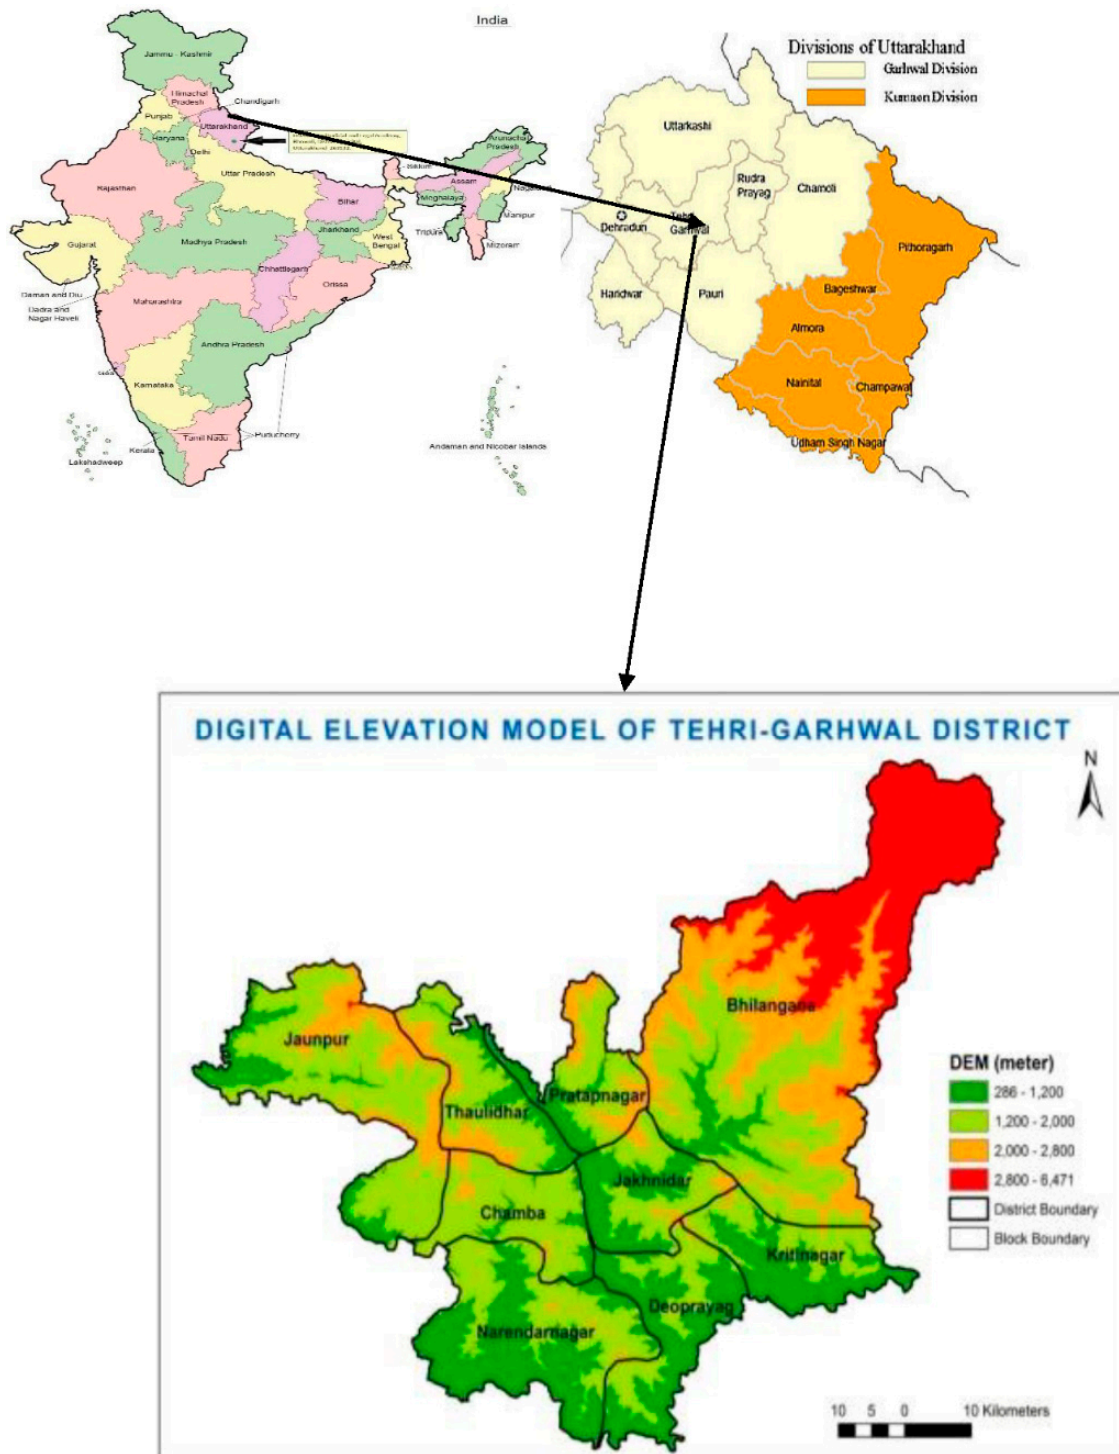 India
Jammu - Kashmir
Himachal
Pradesh
Chandigarh
Punjab
Uttarakhand
Haryana
Delhi
Arunachal
Pradesh
Sikkim
Uttar Pradesh
Assam
Rajasthan
Bihar
Meghalaya
Manipur
Jharkhand
Tripura
West
Bengal
Gujarat
Madhya Pradesh
Mizoram
Chhattisgarh
Daman and Diu
Maharashtra
Orissa
Dadra and
Nagar Haveli
Andhra Pradesh
Goa
Karnataka
Tamil Nadu
Puducherry
Kerala
Lakshadweep
Andaman and Nicobar Islands
Divisions of Uttarakhand
Garhwal Division
Kumaon Division
Uttarkashi
Rudra
Prayag
Chamoli
Tehri
Garhwal
Dehradun
Pithoragarh
Haridwar
Pauri
Bageshwar
Almora
Nainital
Champawat
Udham Singh Nagar
DIGITAL ELEVATION MODEL OF TEHRI-GARHWAL DISTRICT
N
Bhilangana
Jaunpur
Pratapnagar
Thaulidhar
Jakhnidar
Chamba
Kritinagar
Deoprayag
Narendarnagar
DEM (meter)
286 - 1,200
1,200 - 2,000
2,000 - 2,800
2,800 - 6,471
District Boundary
Block Boundary
10 5 0 10 Kilometers